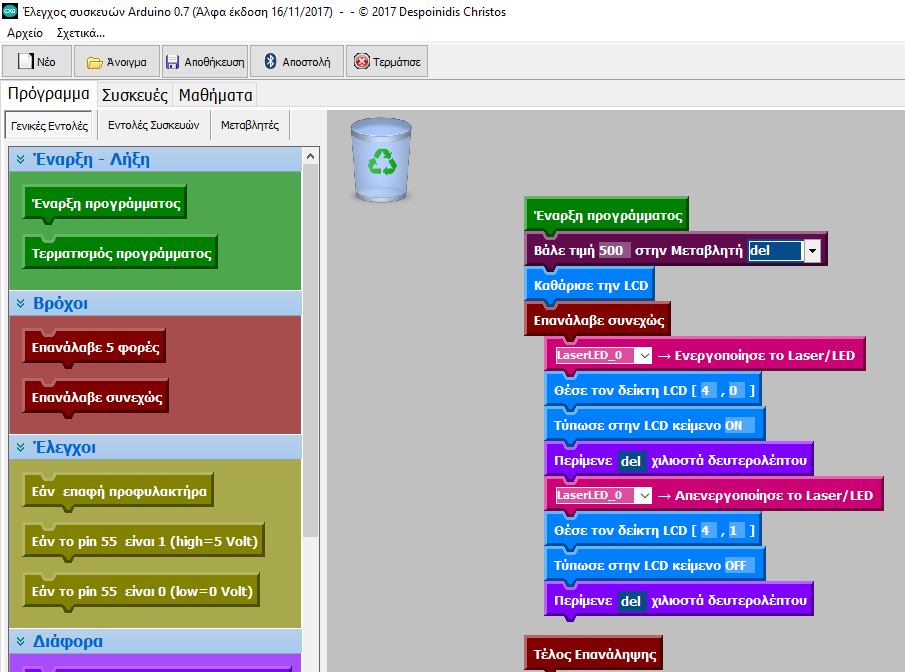 Έλεγχος συσκευών Arduino 0.7 (Άλφα έκδοση 16/11/2017) - - © 2017 Despoinidis Christos
Αρχείο Σχετικά...
Νέο Άνοιγμα Αποθήκευση Αποστολή Τερμάτισε
Πρόγραμμα Συσκευές Μαθήματα
Γενικές Εντολές Εντολές Συσκευών Μεταβλητές
Έναρξη - Λήξη
Έναρξη προγράμματος
Τερματισμός προγράμματος
Βρόχοι
Επανάλαβε 5 φορές
Επανάλαβε συνεχώς
Έλεγχοι
Εάν επαφή προφυλακτήρα
Εάν το pin 55 είναι 1 (high=5 Volt)
Εάν το pin 55 είναι 0 (low=0 Volt)
Διάφορα
Έναρξη προγράμματος
Βάλε τιμή 500 στην Μεταβλητή del
Καθάρισε την LCD
Επανάλαβε συνεχώς
LaserLED_0 → Ενεργοποίησε το Laser/LED
Θέσε τον δείκτη LCD [ 4 , 0 ]
Τύπωσε στην LCD κείμενο ON
Περίμενε del χιλιοστά δευτερολέπτου
LaserLED_0 → Απενεργοποίησε το Laser/LED
Θέσε τον δείκτη LCD [ 4 , 1 ]
Τύπωσε στην LCD κείμενο OFF
Περίμενε del χιλιοστά δευτερολέπτου
Τέλος Επανάληψης